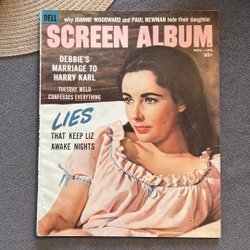 DELL
why JOANNE WOODWARD and PAUL NEWMAN hide their daughter
SCREEN ALBUM
NOV.-JAN.
35¢
DEBBIE'S
MARRIAGE TO
HARRY KARL
TUESDAY WELD
CONFESSES EVERYTHING
LIES
THAT KEEP LIZ
AWAKE NIGHTS